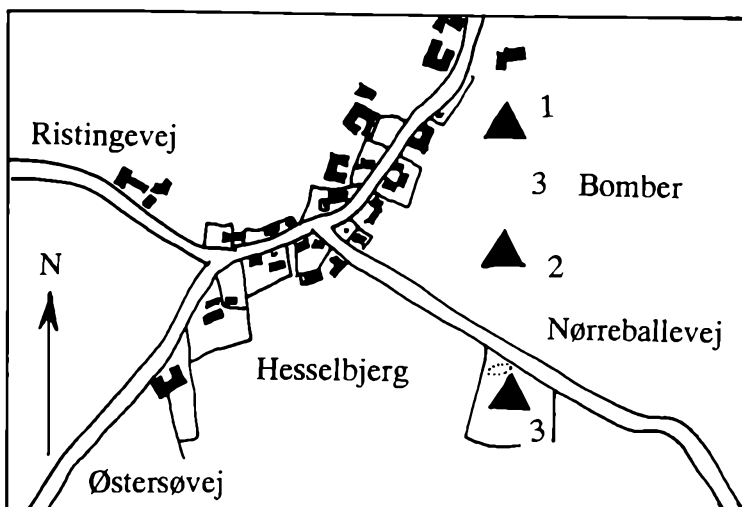 1
Ristingevej
3 Bomber
N
2
Nørreballevej
Hesselbjerg
3
Østersøvej